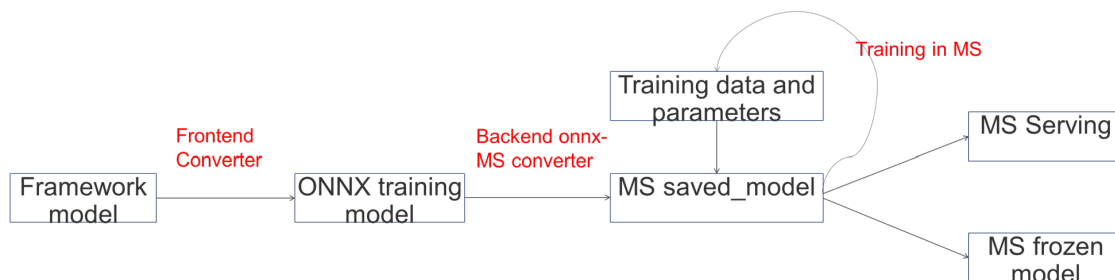 Training in MS
Training data and
parameters
MS Serving
Frontend
Converter
Backend onnx-
MS converter
Framework
model
ONNX training
model
MS saved_model
MS frozen
model